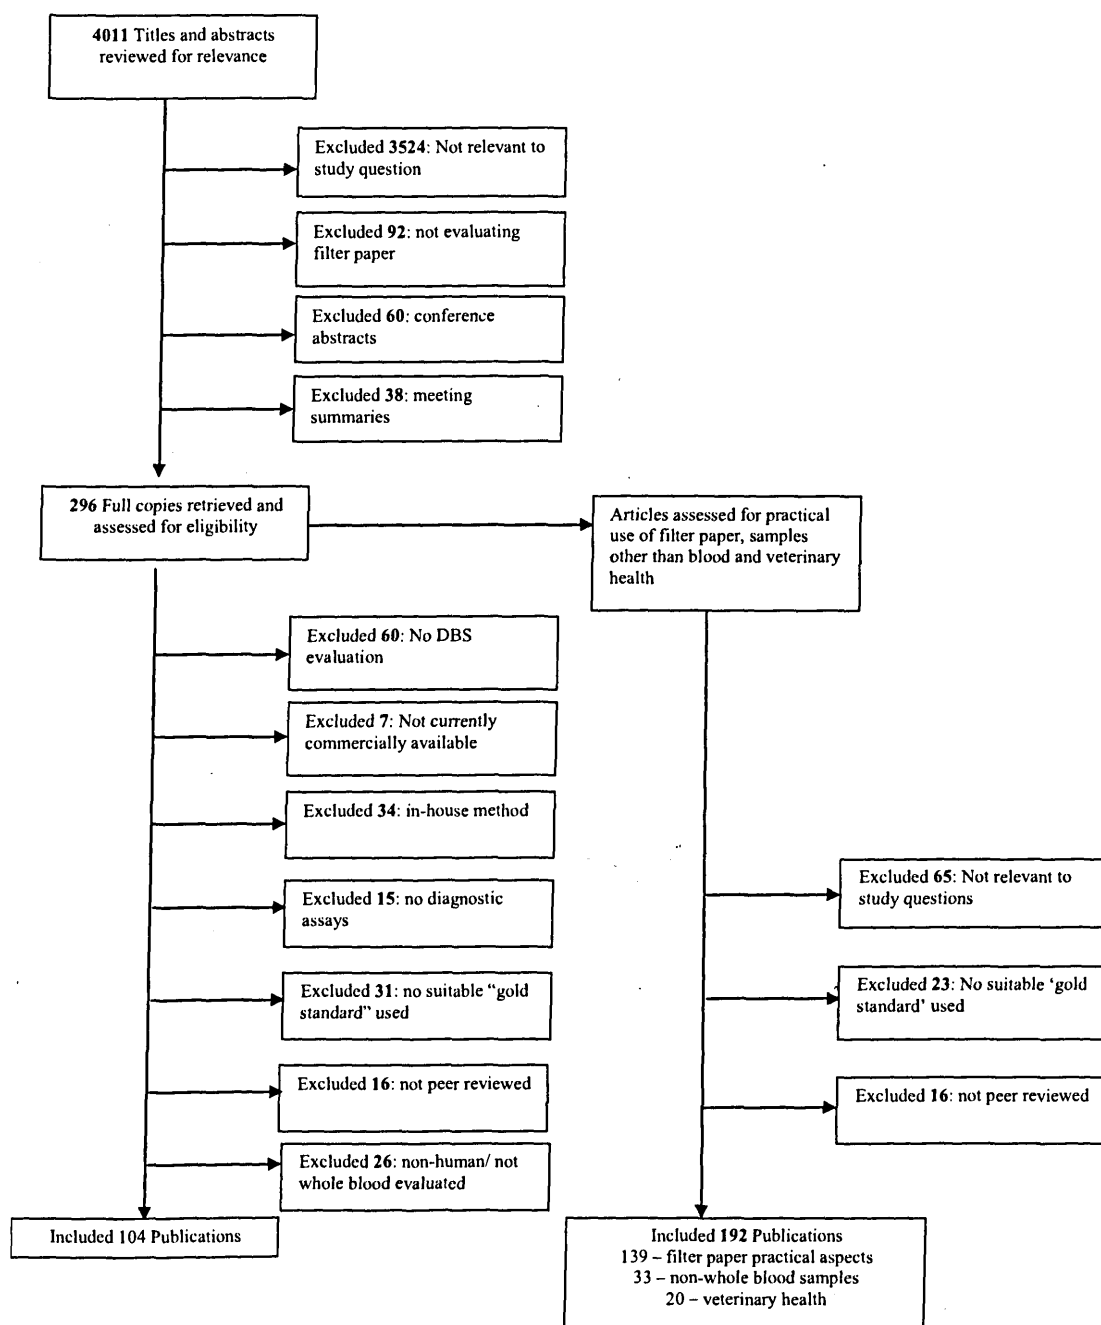 4011 Titles and abstracts
reviewed for relevance
Excluded 3524: Not relevant to
study question
Excluded 92: not evaluating
filter paper
Excluded 60: conference
abstracts
Excluded 38: meeting
summaries
296 Full copies retrieved and
assessed for eligibility
Articles assessed for practical
use of filter paper, samples
other than blood and veterinary
health
Excluded 60: No DBS
evaluation
Excluded 7: Not currently
commercially available
Excluded 34: in-house method
Excluded 15: no diagnostic
assays
Excluded 31: no suitable “gold
standard” used
Excluded 16: not peer reviewed
Excluded 26: non-human/ not
whole blood evaluated
Included 104 Publications
Excluded 65: Not relevant to
study questions
Excluded 23: No suitable ‘gold
standard’ used
Excluded 16: not peer reviewed
Included 192 Publications
139 – filter paper practical aspects
33 – non-whole blood samples
20 – veterinary health